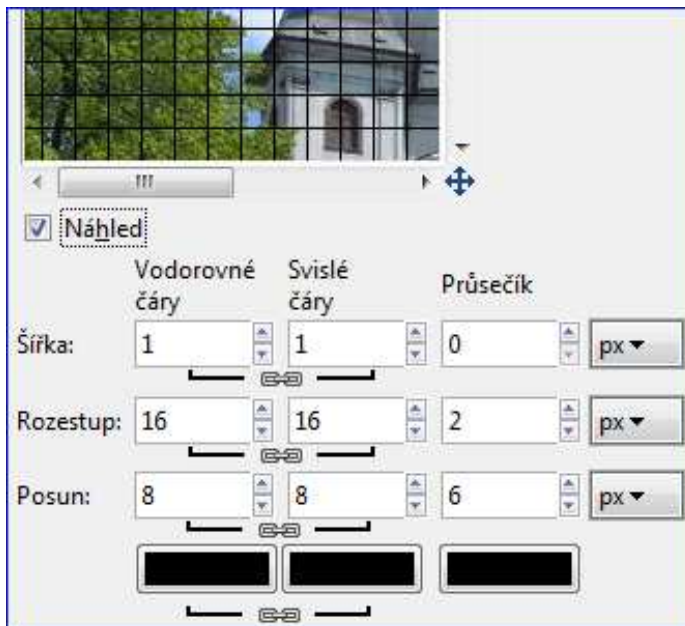 Náhled
Vodorovné čáry
Svislé čáry
Průsečík
Šířka:
1
1
0
px
Rozestup:
16
16
2
px
Posun:
8
8
6
px